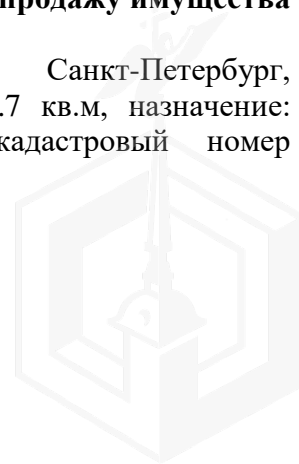 продажу имущества
Санкт-Петербург,
.7 кв.м, назначение:
кадастровый номер